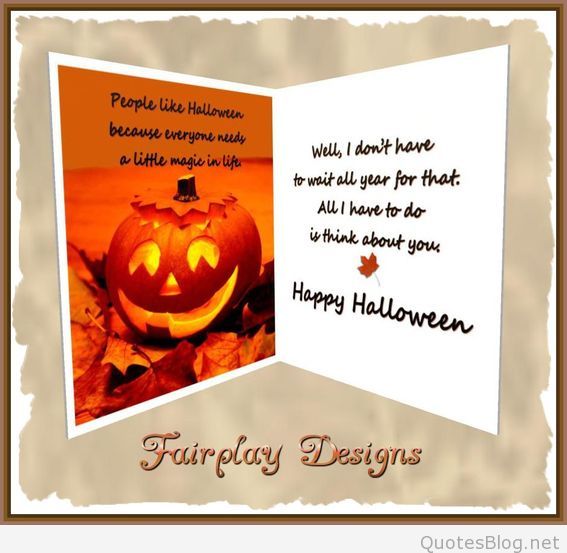 People like Halloween
because everyone needs
a little magic in life.
Well, I don't have
to wait all year for that.
All I have to do
is think about you.
Happy Halloween
Fairplay Designs
QuotesBlog.net